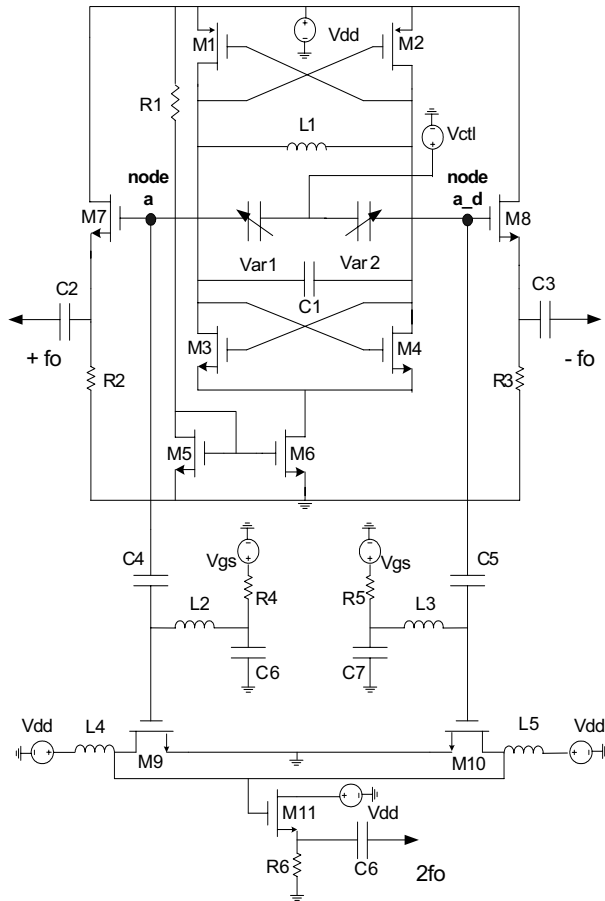 M1
Vdd
M2
R1
L1
Vctl
node
a
node
a_d
M7
M8
Var1
Var 2
C2
C1
C3
+ fo
M3
M4
- fo
R2
R3
M5
M6
C4
Vgs
Vgs
C5
L2
R4
R5
L3
C6
C7
Vdd
L4
L5
Vdd
M9
M10
M11
Vdd
R6
C6
2fo